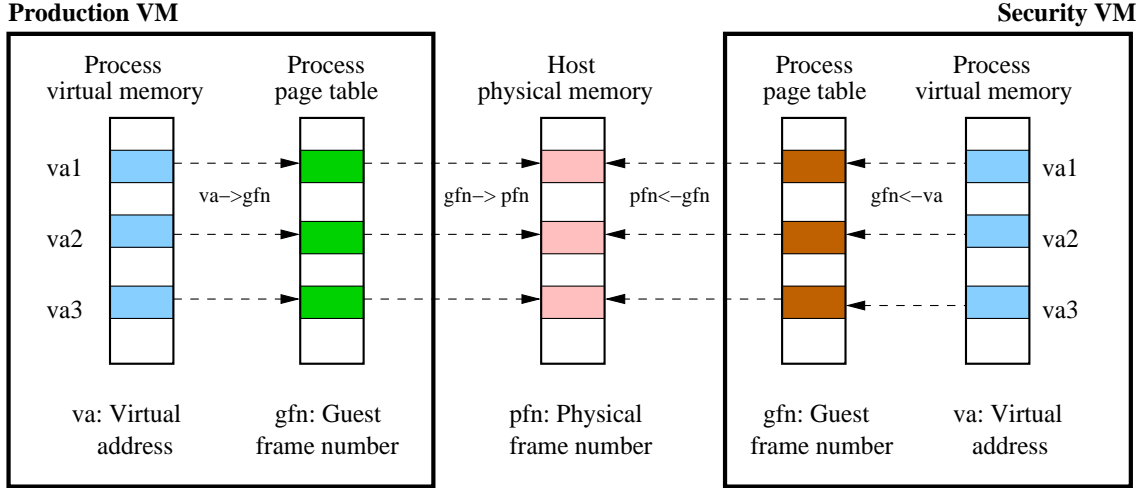 Production VM
Security VM
Process
virtual memory
Process
page table
Host
physical memory
Process
page table
Process
virtual memory
va1
va1
va–>gfn
gfn–> pfn
pfn<–gfn
gfn<–va
va2
va2
va3
va3
va: Virtual
address
gfn: Guest
frame number
pfn: Physical
frame number
gfn: Guest
frame number
va: Virtual
address